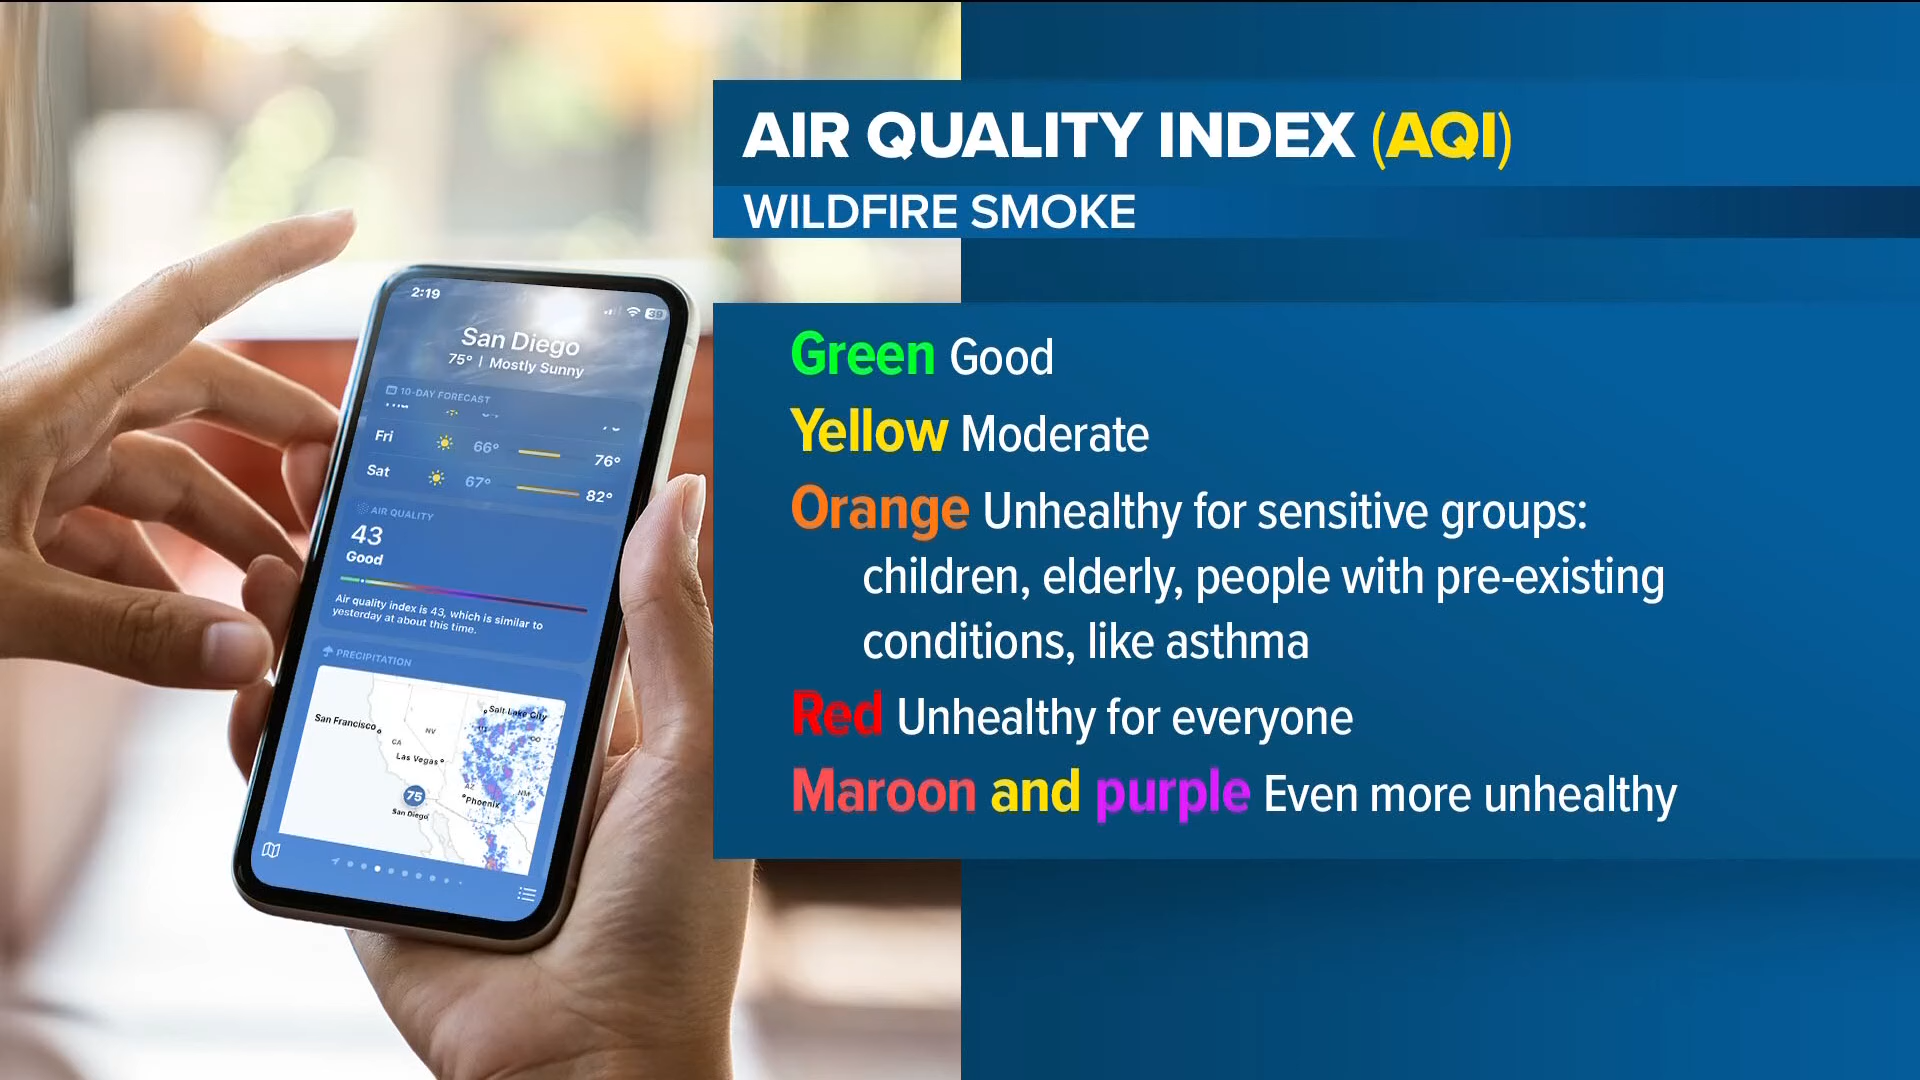 AIR QUALITY INDEX (AQI)
WILDFIRE SMOKE
Green Good
Yellow Moderate
Orange Unhealthy for sensitive groups:
children, elderly, people with pre-existing
conditions, like asthma
Red Unhealthy for everyone
Maroon and purple Even more unhealthy
2:19
39
San Diego
75° | Mostly Sunny
10-DAY FORECAST
Fri 66° 76°
Sat 67° 82°
AIR QUALITY
43
Good
Air quality index is 43, which is similar to
yesterday at about this time.
PRECIPITATION
Salt Lake City
San Francisco
NV
UT
CO
CA
Las Vegas
AZ
NM
75
Phoenix
San Diego